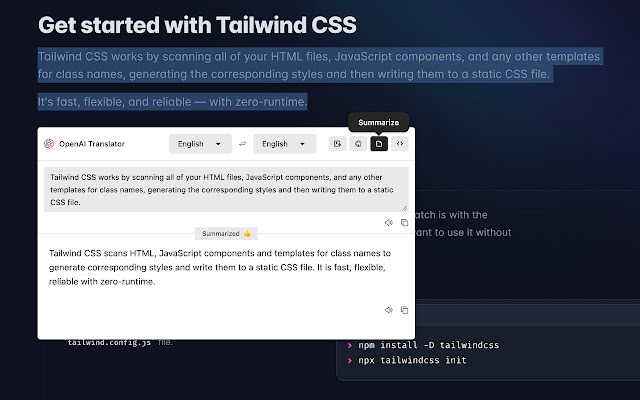 Get started with Tailwind CSS
Tailwind CSS works by scanning all of your HTML files, JavaScript components, and any other templates
for class names, generating the corresponding styles and then writing them to a static CSS file.
It's fast, flexible, and reliable — with zero-runtime.
Summarize
OpenAI Translator
English
English
Tailwind CSS works by scanning all of your HTML files, JavaScript components, and any other
templates for class names, generating the corresponding styles and then writing them to a static
CSS file.
Summarized 👍
atch is with the
ant to use it without
Tailwind CSS scans HTML, JavaScript components and templates for class names to
generate corresponding styles and write them to a static CSS file. It is fast, flexible,
reliable with zero-runtime.
tailwind.config.js file.
> npm install -D tailwindcss
> npx tailwindcss init